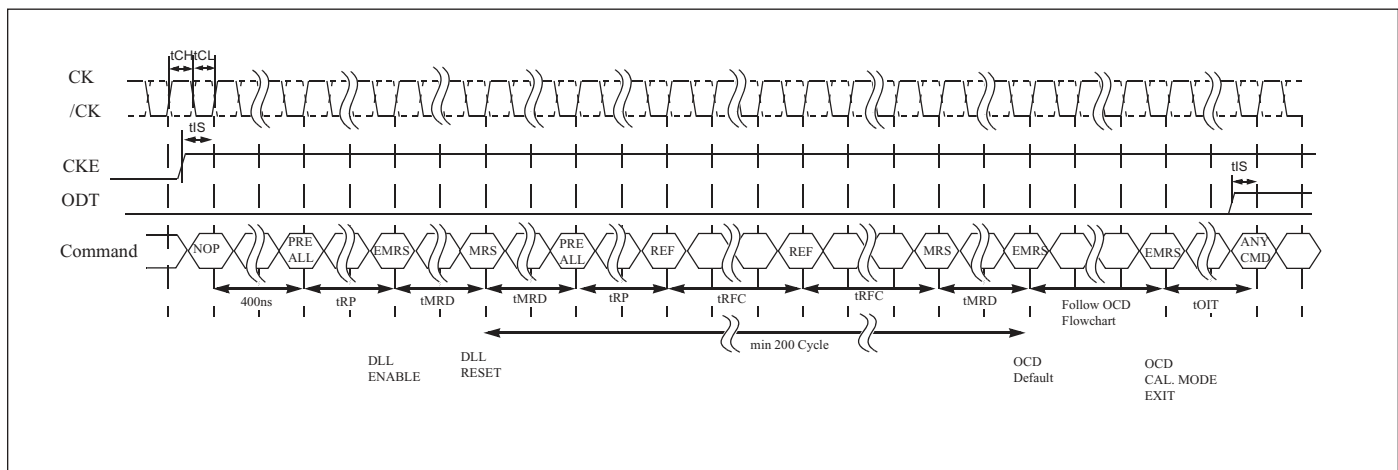 tCH tCL
CK
/CK
tIS
CKE
tIS
ODT
Command
NOP
PRE
ALL
EMRS
MRS
PRE
ALL
REF
REF
MRS
EMRS
EMRS
ANY
CMD
400ns
tRP
tMRD
tMRD
tRP
tRFC
tRFC
tMRD
Follow OCD
Flowchart
tOIT
min 200 Cycle
DLL
ENABLE
DLL
RESET
OCD
Default
OCD
CAL. MODE
EXIT